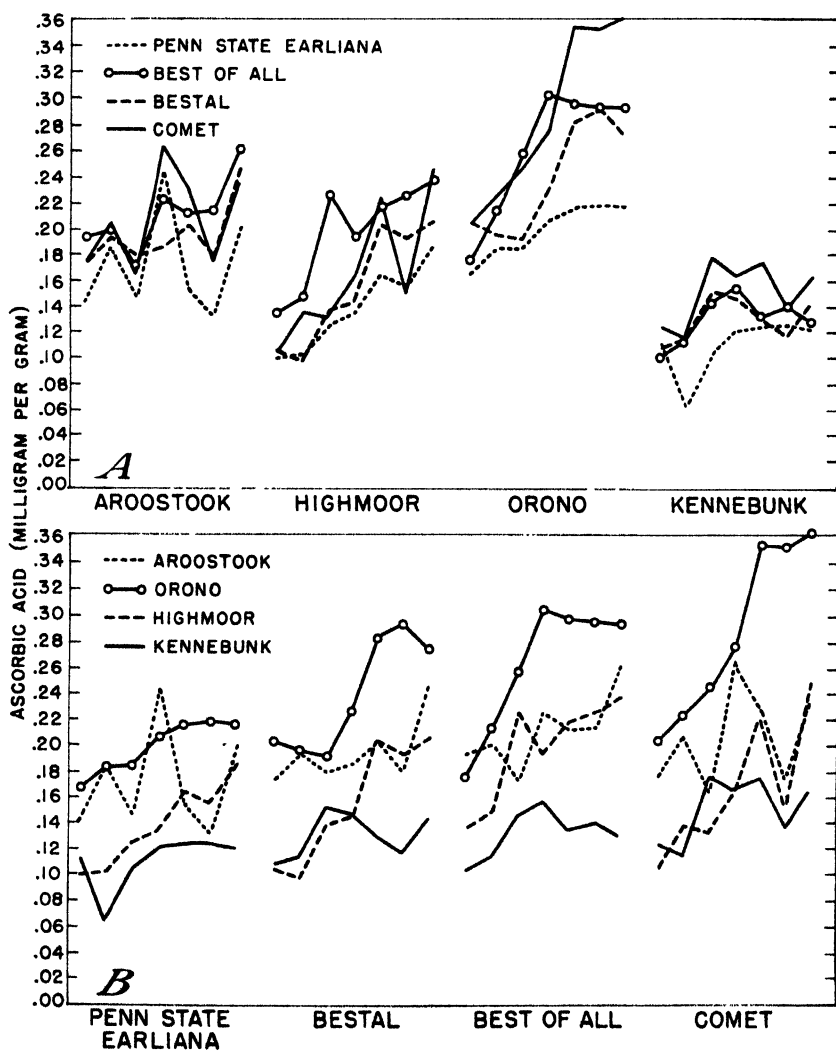 ASCORBIC ACID (MILLIGRAM PER GRAM)
.36
.34
.32
.30
.28
.26
.24
.22
.20
.18
.16
.14
.12
.10
.08
.06
.04
.02
.00
PENN STATE EARLIANA
BEST OF ALL
BESTAL
COMET
A
AROOSTOOK HIGHMOOR ORONO KENNEBUNK
.36
.34
.32
.30
.28
.26
.24
.22
.20
.18
.16
.14
.12
.10
.08
.06
.04
.02
.00
AROOSTOOK
ORONO
HIGHMOOR
KENNEBUNK
B
PENN STATE
EARLIANA
BESTAL
BEST OF ALL
COMET